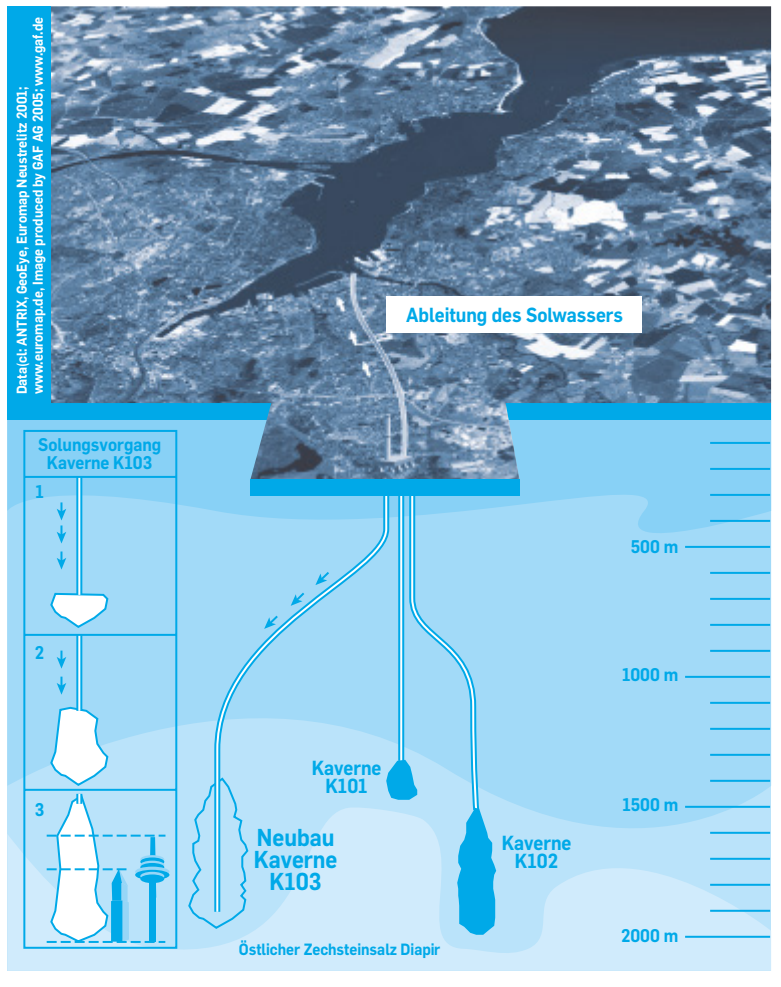 Data(c): ANTRIX, GeoEye, Euromap Neustrelitz 2001;
www.euromap.de, Image produced by GAF AG 2005; www.gaf.de
Ableitung des Solwassers
Solungsvorgang
Kaverne K103
1
2
3
500 m
1000 m
1500 m
2000 m
Kaverne
K101
Neubau
Kaverne
K103
Kaverne
K102
Östlicher Zechsteinsalz Diapir